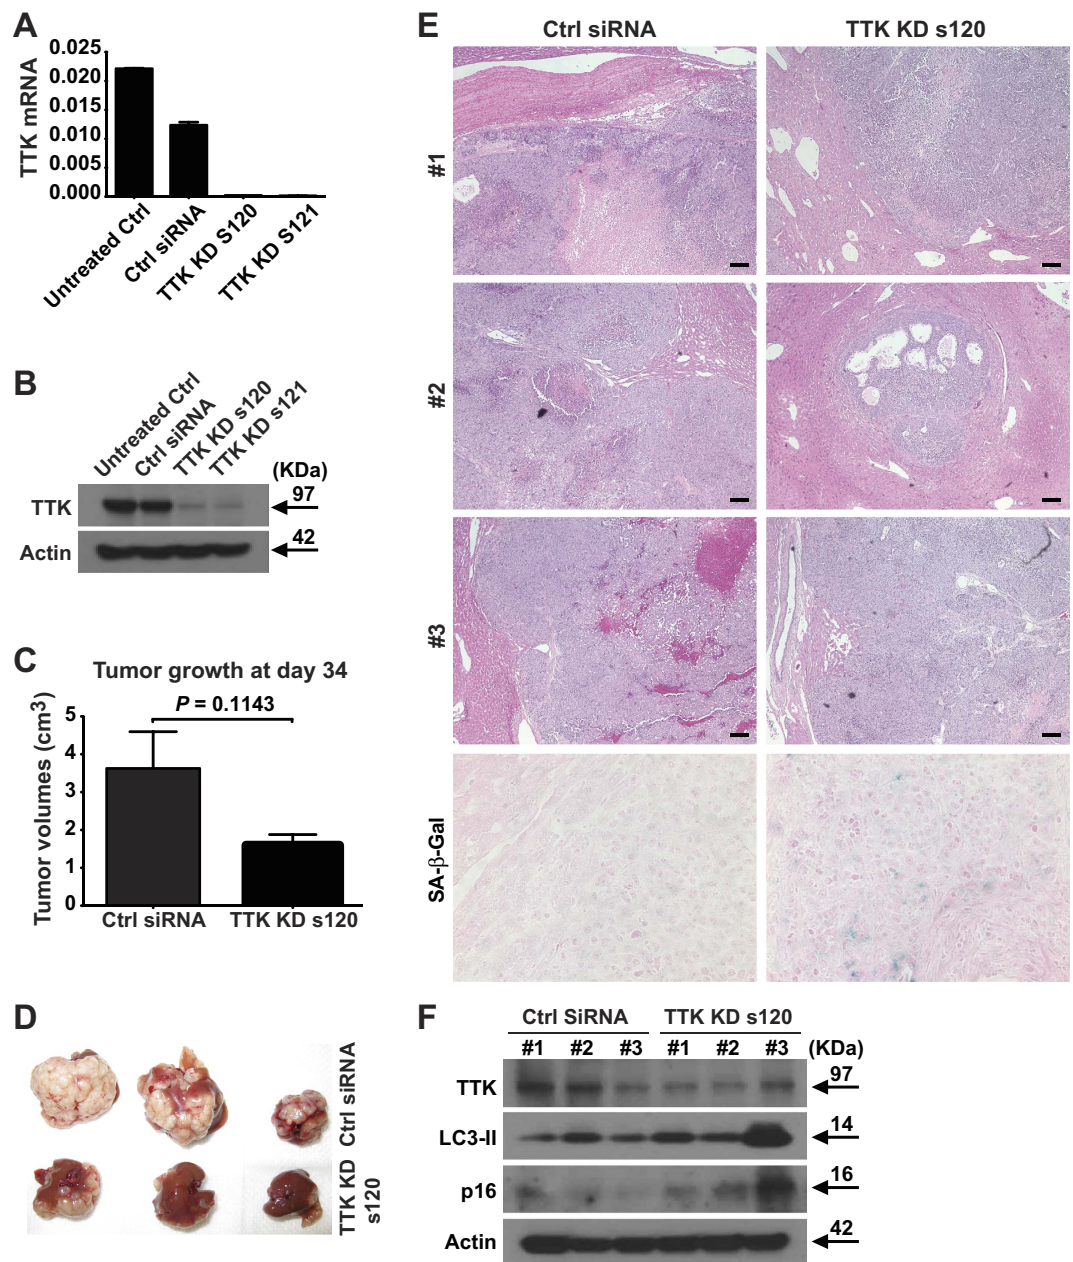 A
TTK mRNA
0.025
0.020
0.015
0.010
0.005
0.000
Untreated Ctrl
Ctrl siRNA
TTK KD S120
TTK KD S121
B
Untreated Ctrl
Ctrl siRNA
TTK KD s120
TTK KD s121
(KDa)
TTK
97
Actin
42
C
Tumor growth at day 34
P = 0.1143
Tumor volumes (cm³)
5
4
3
2
1
0
Ctrl siRNA
TTK KD s120
D
Ctrl siRNA
TTK KD
s120
E
Ctrl siRNA
TTK KD s120
#1
#2
#3
SA-β-Gal
F
Ctrl SiRNA
TTK KD s120
#1 #2 #3 #1 #2 #3 (KDa)
TTK
97
LC3-II
14
p16
16
Actin
42